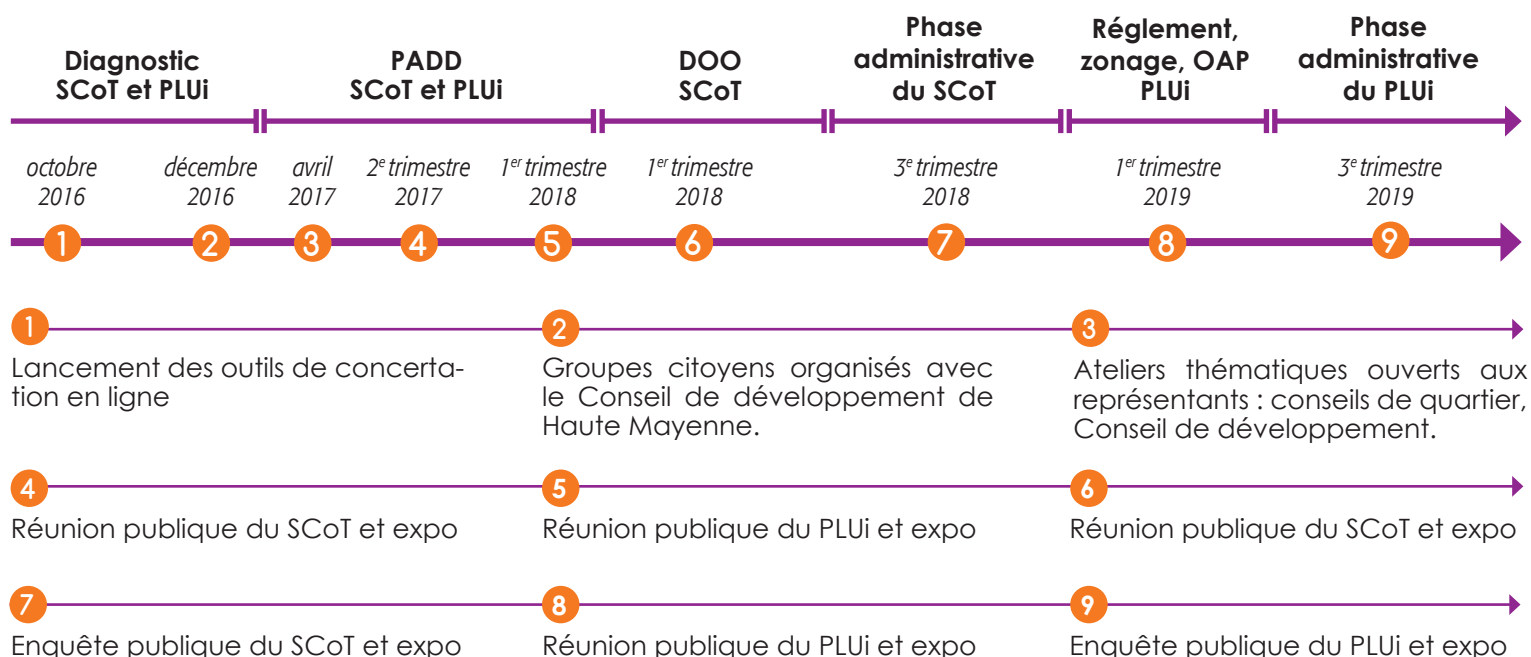 Diagnostic
SCoT et PLUi
PADD
SCoT et PLUi
DOO
SCoT
Phase
administrative
du SCoT
Réglement,
zonage, OAP
PLUi
Phase
administrative
du PLUi
octobre
2016
décembre
2016
avril
2017
2e trimestre
2017
1er trimestre
2018
1er trimestre
2018
3e trimestre
2018
1er trimestre
2019
3e trimestre
2019
1 2 3 4 5 6 7 8 9
1
Lancement des outils de concerta-
tion en ligne
2
Groupes citoyens organisés avec
le Conseil de développement de
Haute Mayenne.
3
Ateliers thématiques ouverts aux
représentants : conseils de quartier,
Conseil de développement.
4
Réunion publique du SCoT et expo
5
Réunion publique du PLUi et expo
6
Réunion publique du SCoT et expo
7
Enquête publique du SCoT et expo
8
Réunion publique du PLUi et expo
9
Enquête publique du PLUi et expo